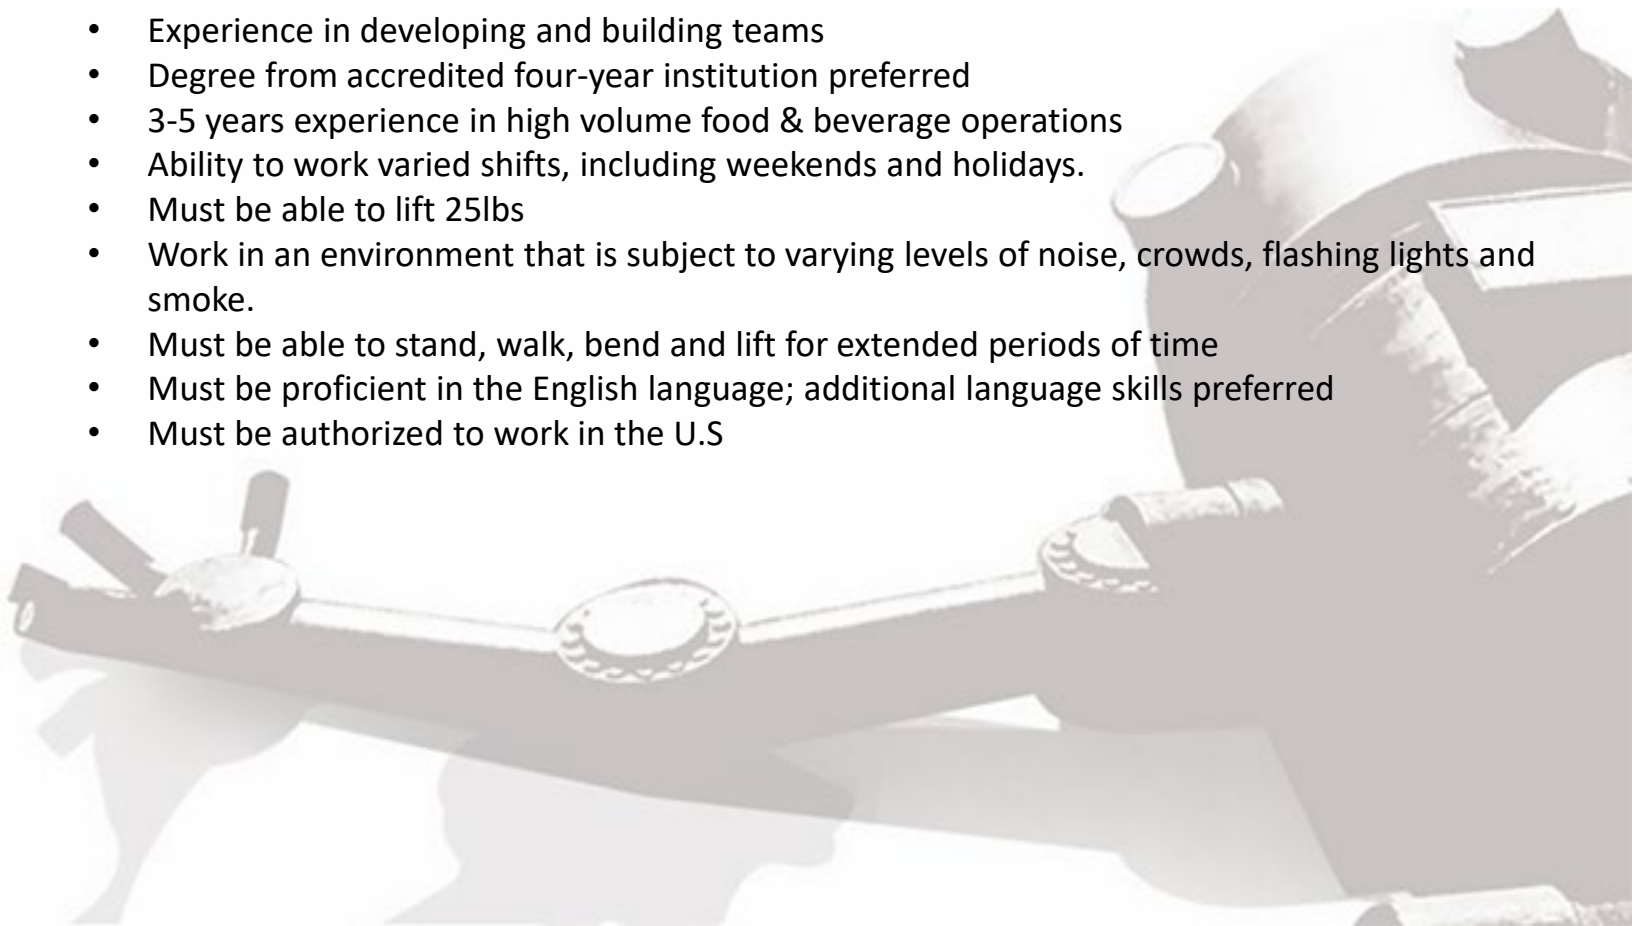 • Experience in developing and building teams
• Degree from accredited four-year institution preferred
• 3-5 years experience in high volume food & beverage operations
• Ability to work varied shifts, including weekends and holidays.
• Must be able to lift 25lbs
• Work in an environment that is subject to varying levels of noise, crowds, flashing lights and
smoke.
• Must be able to stand, walk, bend and lift for extended periods of time
• Must be proficient in the English language; additional language skills preferred
• Must be authorized to work in the U.S